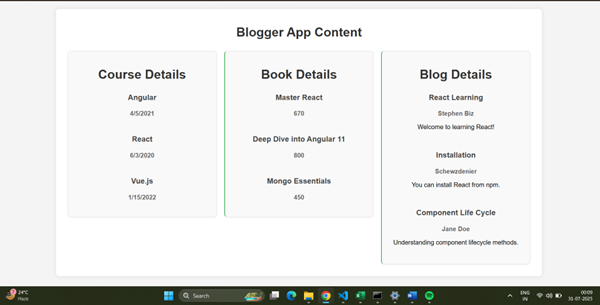 Blogger App Content
Course Details
Angular
4/5/2021
React
6/3/2020
Vue.js
1/15/2022
Book Details
Master React
670
Deep Dive into Angular 11
800
Mongo Essentials
450
Blog Details
React Learning
Stephen Biz
Welcome to learning React!
Installation
Schewzdenier
You can install React from npm.
Component Life Cycle
Jane Doe
Understanding component lifecycle methods.
24°C
Haze
Search
ENG
IN
00:09
31-07-2025